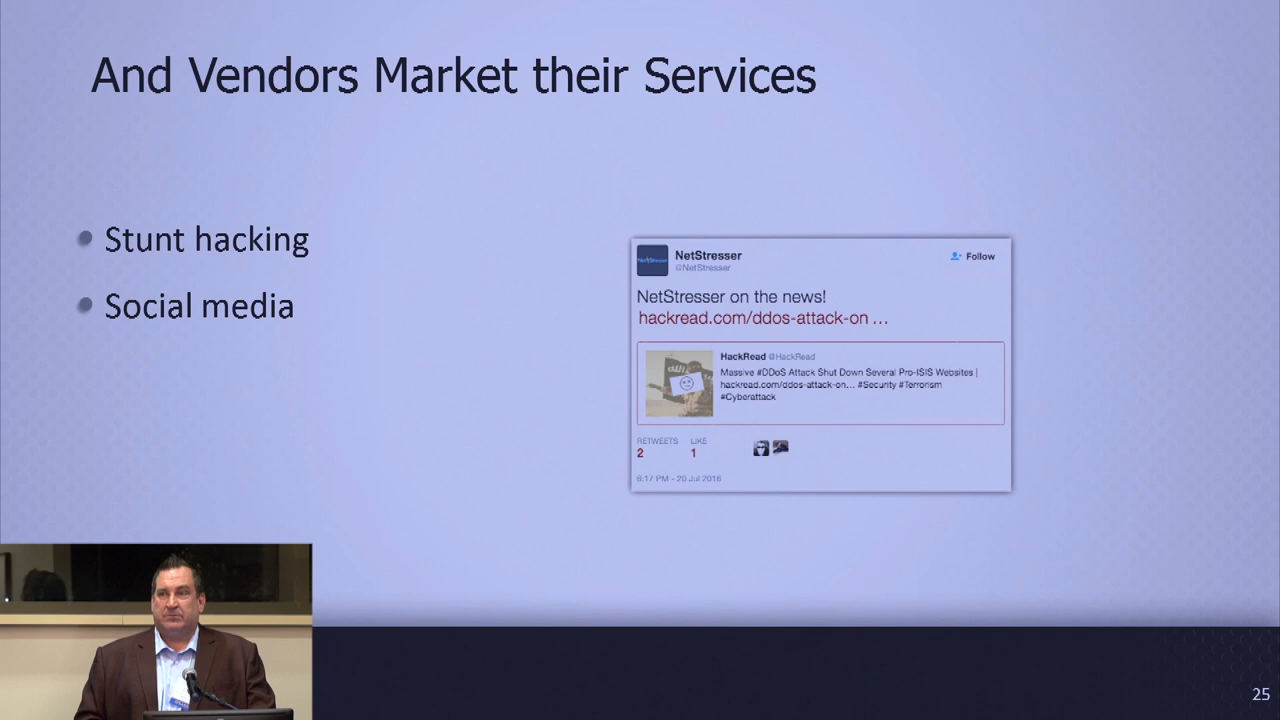 And Vendors Market their Services
Stunt hacking
Social media
NetStresser
NetStresser
@NetStresser
Follow
NetStresser on the news!
hackread.com/ddos-attack-on ...
HackRead @HackRead
Massive #DDoS Attack Shut Down Several Pro-ISIS Websites |
hackread.com/ddos-attack-on... #Security #Terrorism
#Cyberattack
RETWEETS LIKE
2 1
6:17 PM - 20 Jul 2016
25